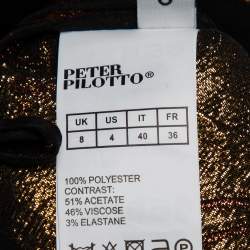 PETER
PILOTTO®
UK US IT FR
8 4 40 36
100% POLYESTER
CONTRAST:
51% ACETATE
46% VISCOSE
3% ELASTANE